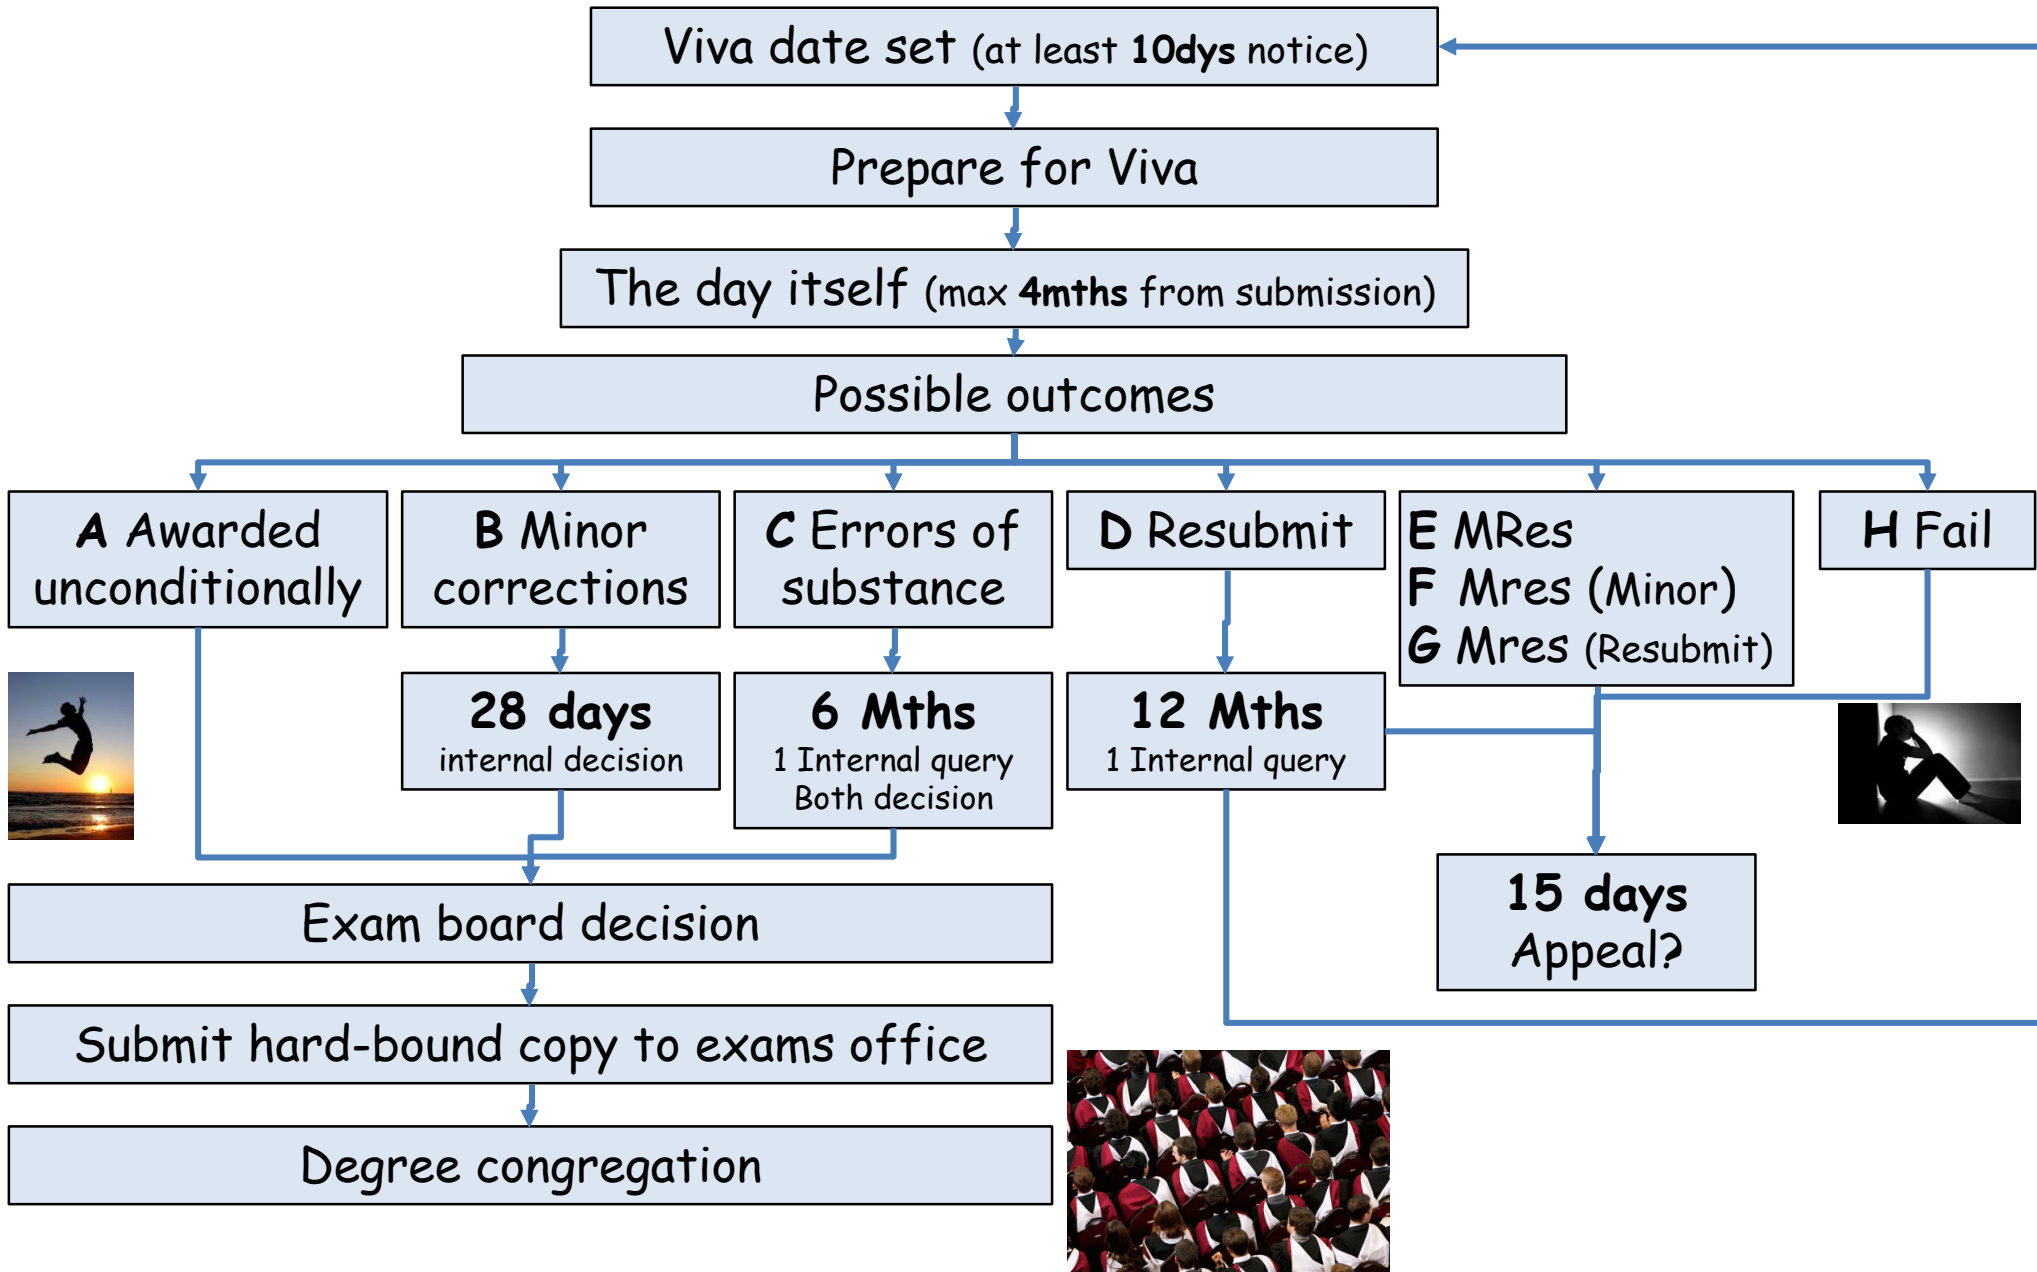 Viva date set (at least 10dys notice)
Prepare for Viva
The day itself (max 4mths from submission)
Possible outcomes
A Awarded
unconditionally
B Minor
corrections
C Errors of
substance
D Resubmit
E MRes
F Mres (Minor)
G Mres (Resubmit)
H Fail
28 days
internal decision
6 Mths
1 Internal query
Both decision
12 Mths
1 Internal query
15 days
Appeal?
Exam board decision
Submit hard-bound copy to exams office
Degree congregation